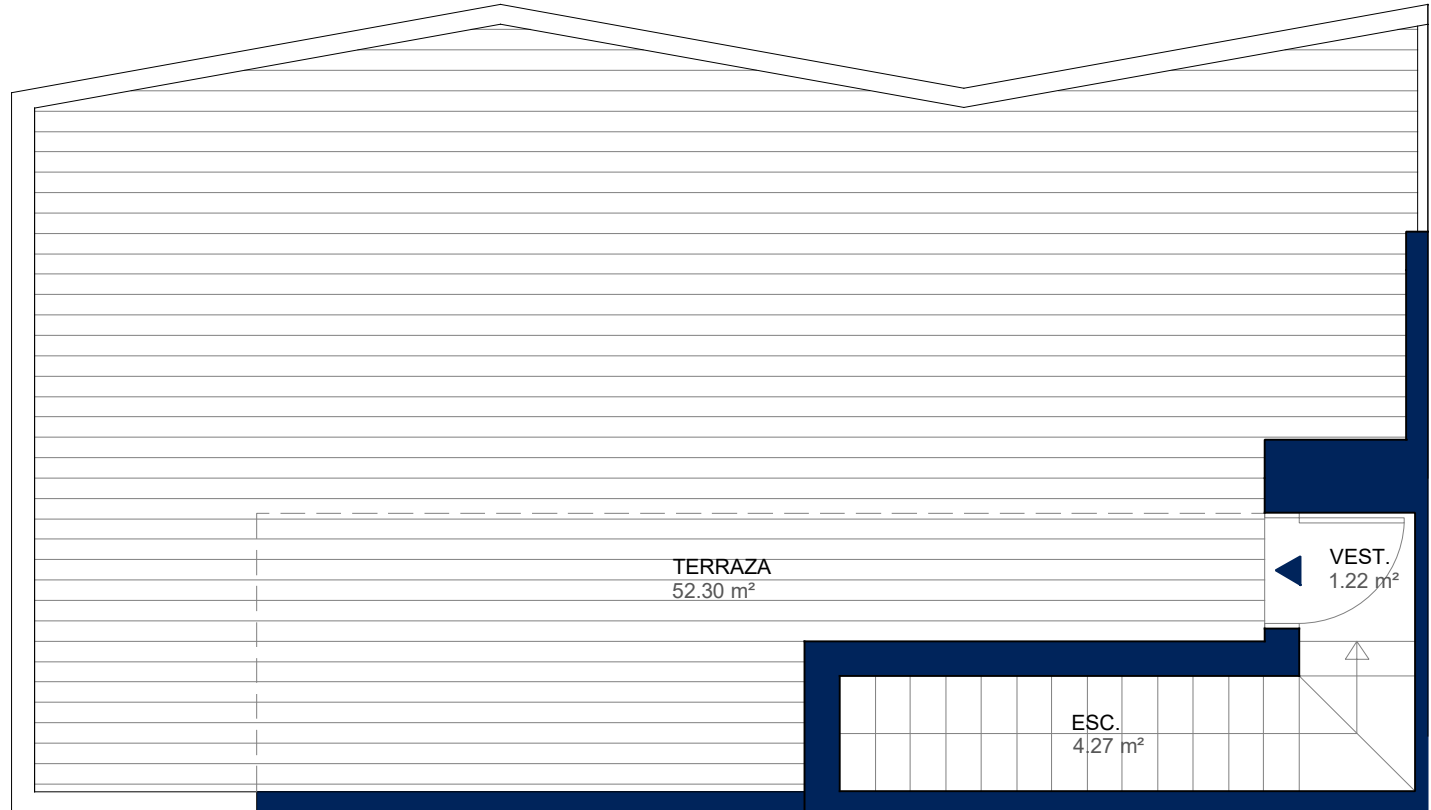 TERRAZA
52.30 m²
VEST.
1.22 m²
ESC.
4.27 m²